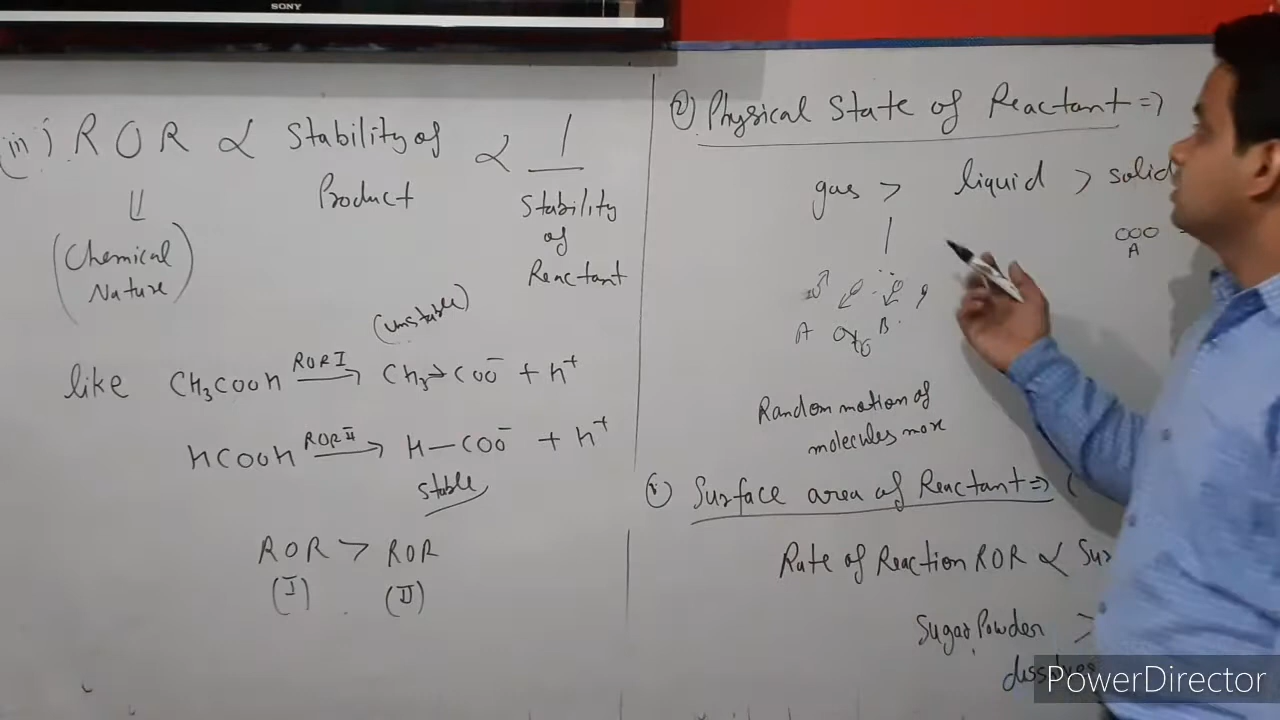 SONY
(iii) ROR ∝ Stability of Product ∝ 1 / Stability of Reactant
⇓
(Chemical Nature)
(unstable)
like CH₃COOH —ROR I→ CH₃→COO⁻ + H⁺
HCOOH —ROR II→ H—COO⁻ + H⁺
stable
ROR > ROR
(I) (II)
Physical State of Reactant ⇒
gas > liquid > solid
A
A B
Random motion of
molecules more
Surface area of Reactant ⇒ (
Rate of Reaction ROR ∝ Su
Sugar Powder >
dissolves
PowerDirector